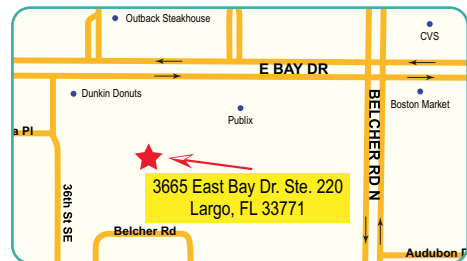 Outback Steakhouse
CVS
E BAY DR
Dunkin Donuts
Boston Market
Publix
BELCHER RD N
a Pl
3665 East Bay Dr. Ste. 220
Largo, FL 33771
36th St SE
Belcher Rd
Audubon